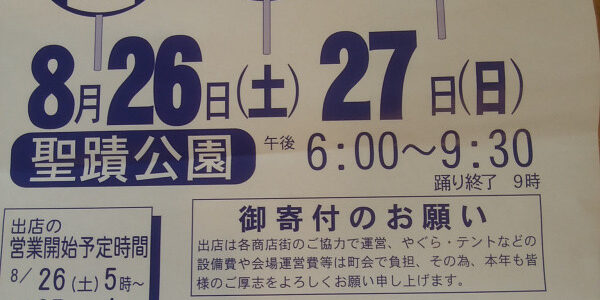 8月26日(土) 27日(日)
聖蹟公園 午後 6:00～9:30
踊り終了 9時
出店の
営業開始予定時間
8/26(土)5時～
御寄付のお願い
出店は各商店街のご協力で運営、やぐら・テントなどの
設備費や会場運営費等は町会で負担、その為、本年も皆
様のご厚志をよろしくお願い申し上げます。